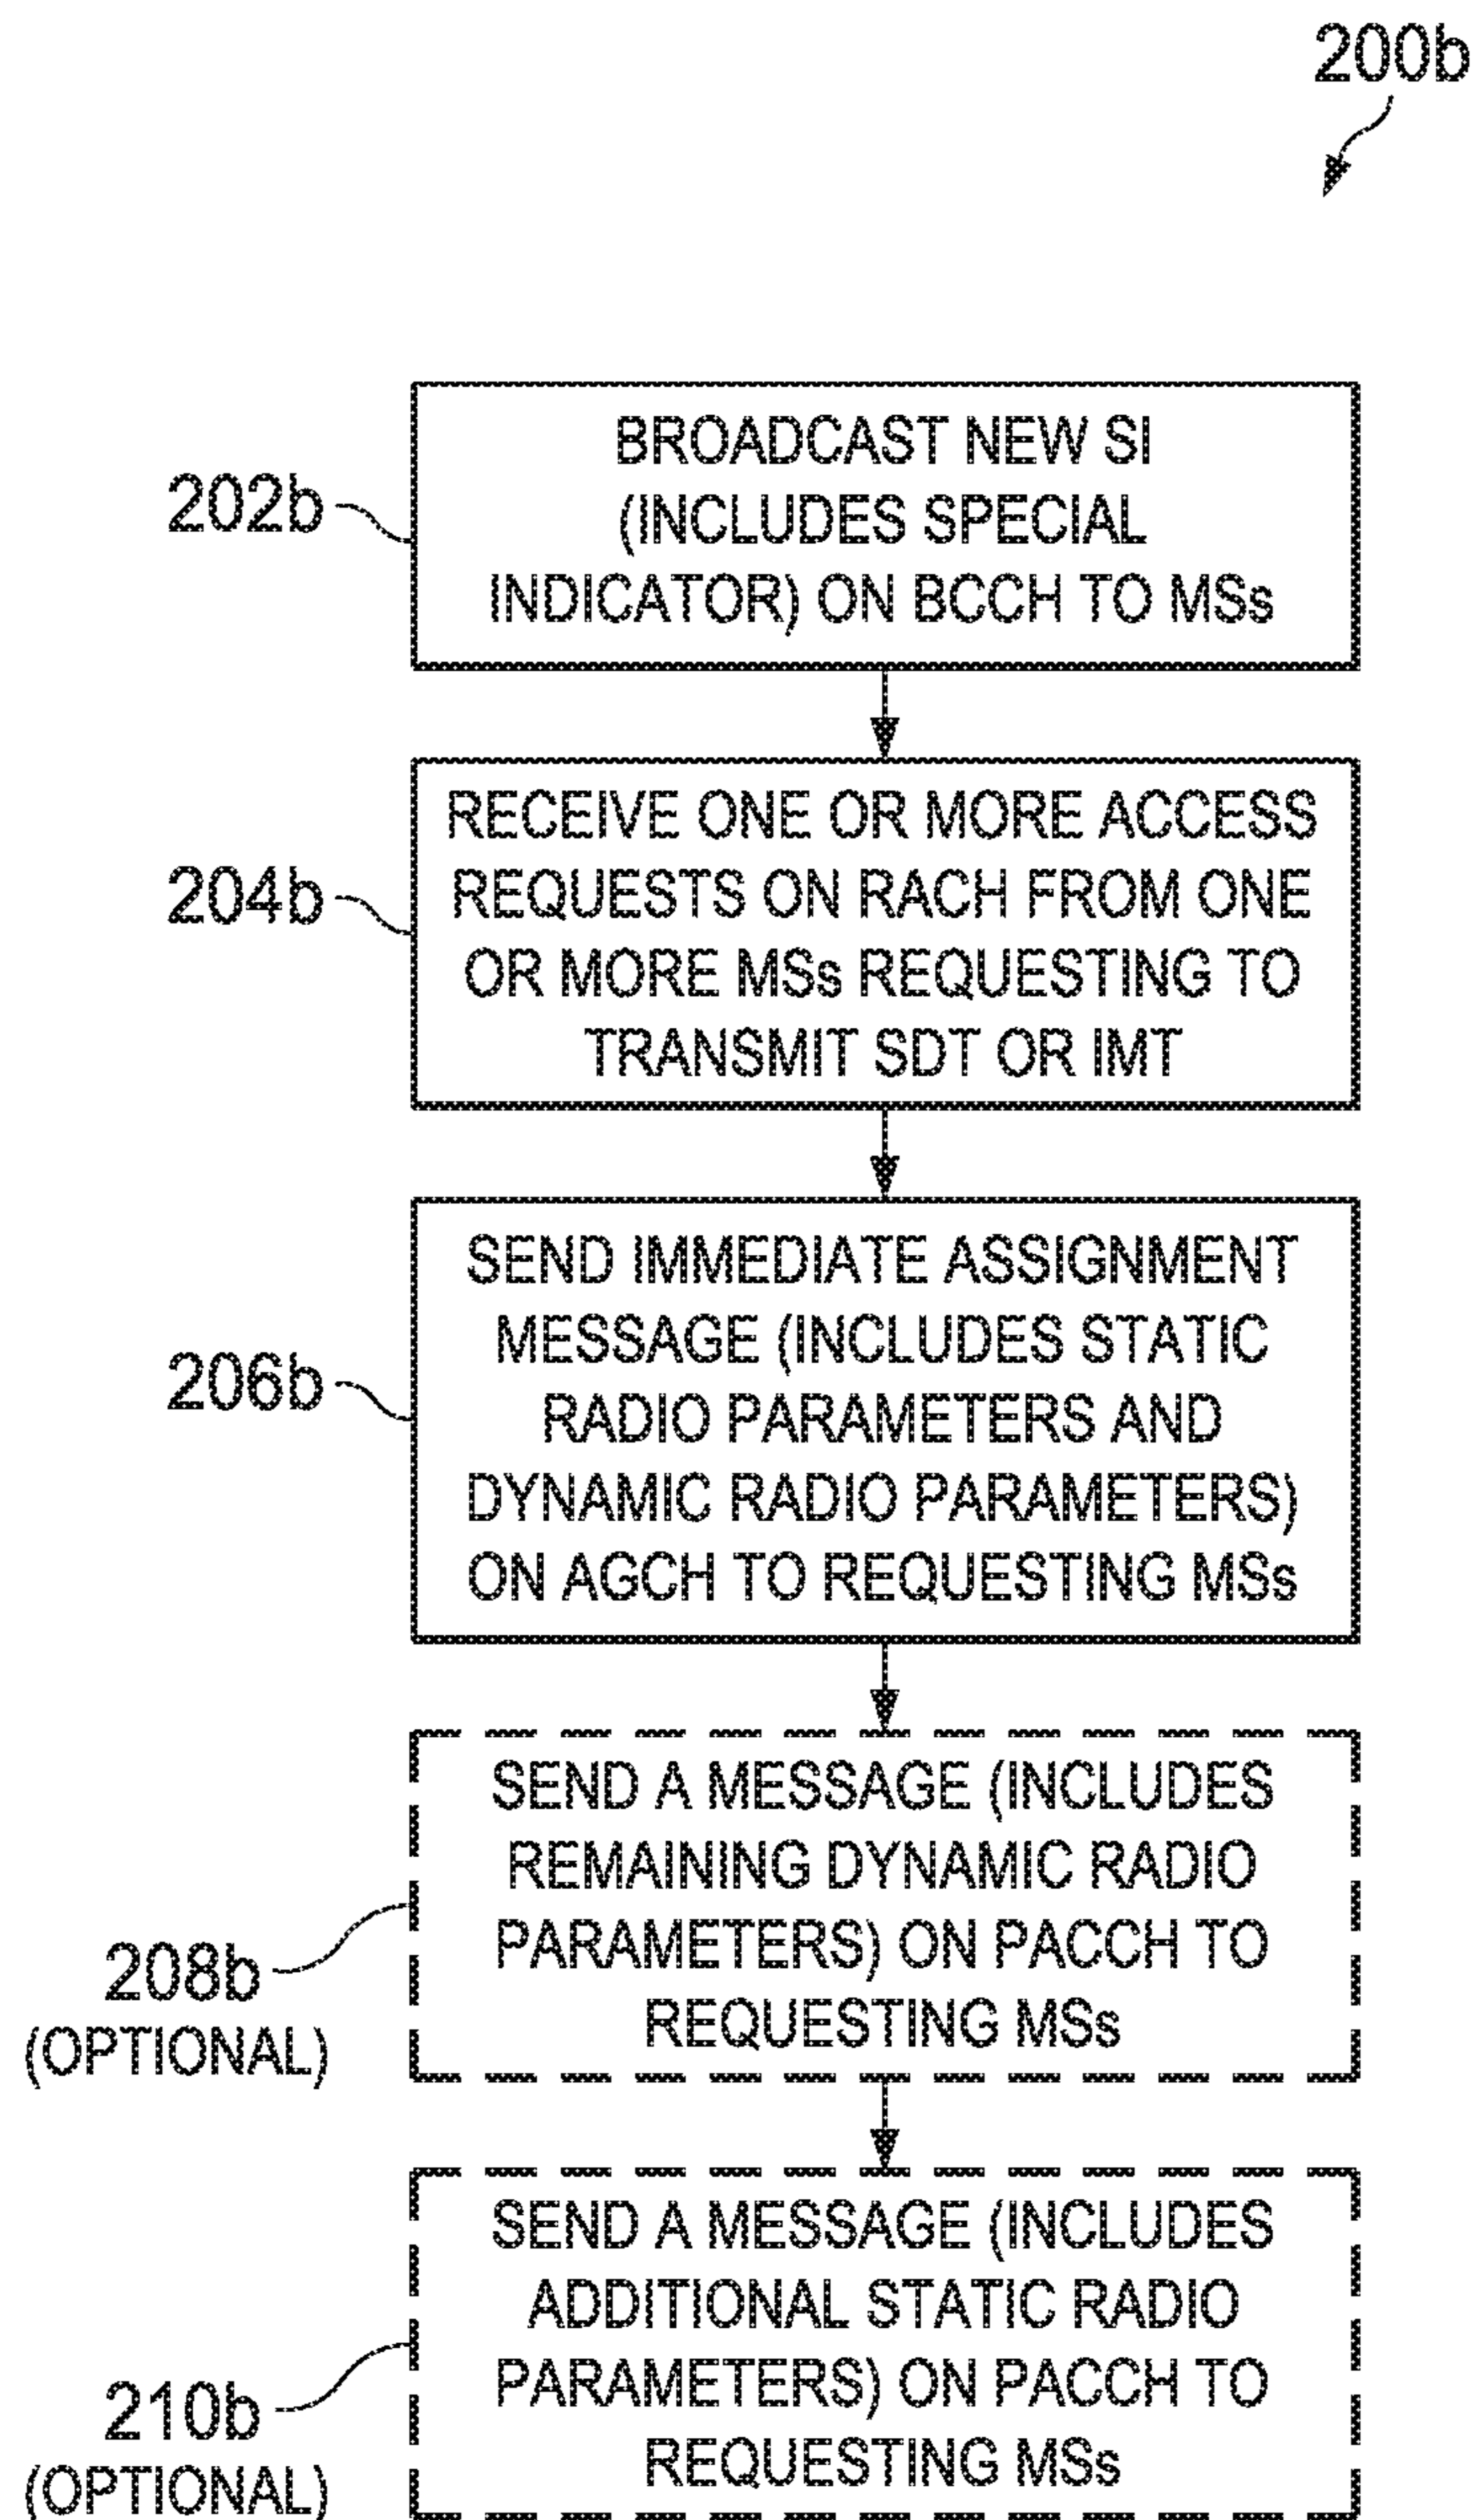 200b
202b
BROADCAST NEW SI
(INCLUDES SPECIAL
INDICATOR) ON BCCH TO MSs
204b
RECEIVE ONE OR MORE ACCESS
REQUESTS ON RACH FROM ONE
OR MORE MSs REQUESTING TO
TRANSMIT SDT OR IMT
206b
SEND IMMEDIATE ASSIGNMENT
MESSAGE (INCLUDES STATIC
RADIO PARAMETERS AND
DYNAMIC RADIO PARAMETERS)
ON AGCH TO REQUESTING MSs
208b
(OPTIONAL)
SEND A MESSAGE (INCLUDES
REMAINING DYNAMIC RADIO
PARAMETERS) ON PACCH TO
REQUESTING MSs
210b
(OPTIONAL)
SEND A MESSAGE (INCLUDES
ADDITIONAL STATIC RADIO
PARAMETERS) ON PACCH TO
REQUESTING MSs